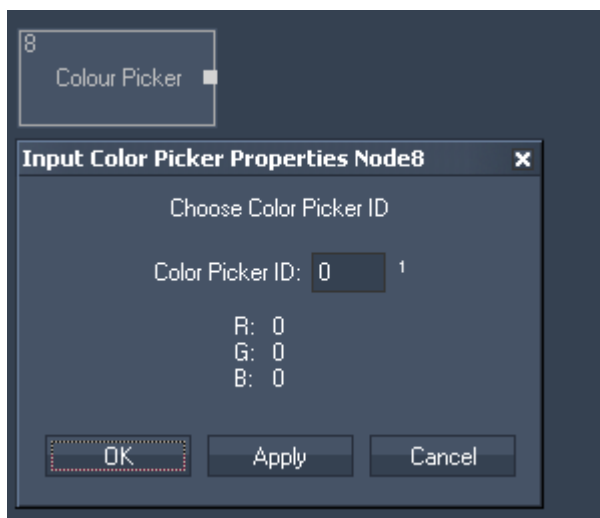 8
Colour Picker
Input Color Picker Properties Node8
Choose Color Picker ID
Color Picker ID: 0 1
R: 0
G: 0
B: 0
OK Apply Cancel